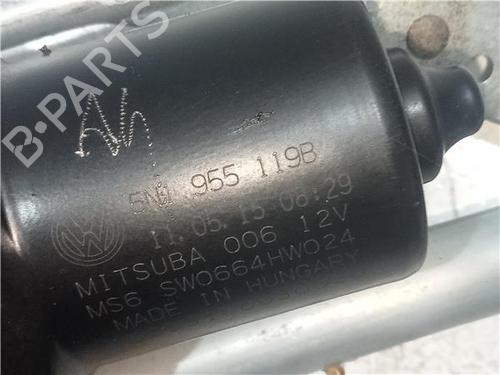 B-PARTS
5N1 955 119B
11.05.15 08:29
MITSUBA 006 12V
MS6 SW0664HW024
MADE IN HUNGARY